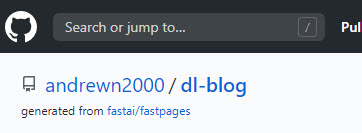 Search or jump to... / Pul
andrewn2000/dl-blog
generated from fastai/fastpages